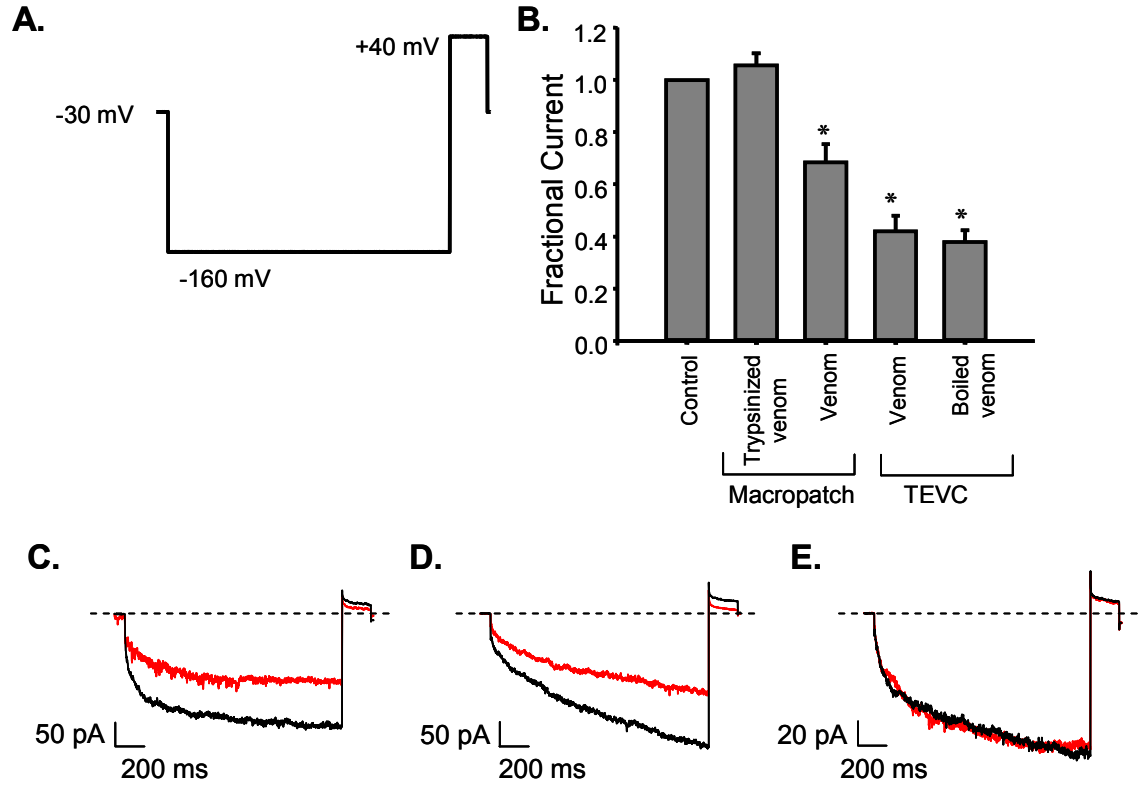 A.
+40 mV
-30 mV
-160 mV
B.
Fractional Current
1.2
1.0
0.8
0.6
0.4
0.2
0.0
*
*
*
Control
Trypsinized
venom
Venom
Venom
Boiled
venom
Macropatch
TEVC
C.
50 pA
200 ms
D.
50 pA
200 ms
E.
20 pA
200 ms